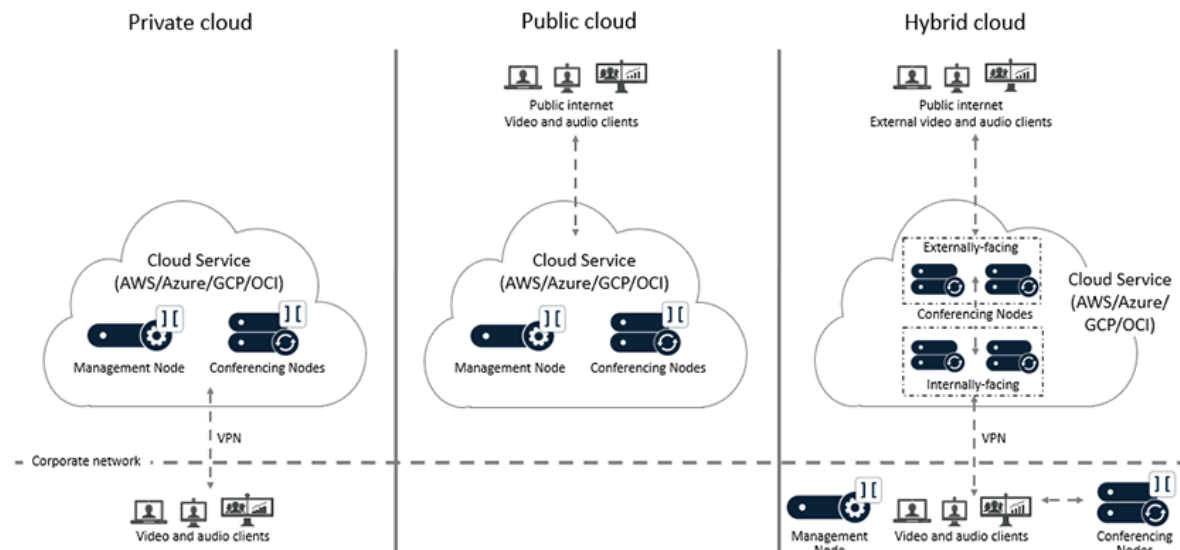 Private cloud
Public cloud
Hybrid cloud
Public internet
Video and audio clients
Public internet
External video and audio clients
Cloud Service
(AWS/Azure/GCP/OCI)
Management Node
Conferencing Nodes
Cloud Service
(AWS/Azure/GCP/OCI)
Management Node
Conferencing Nodes
Externally-facing
Conferencing Nodes
Internally-facing
Cloud Service
(AWS/Azure/
GCP/OCI)
VPN
VPN
Corporate network
Video and audio clients
Management
Node
Video and audio clients
Conferencing
Nodes